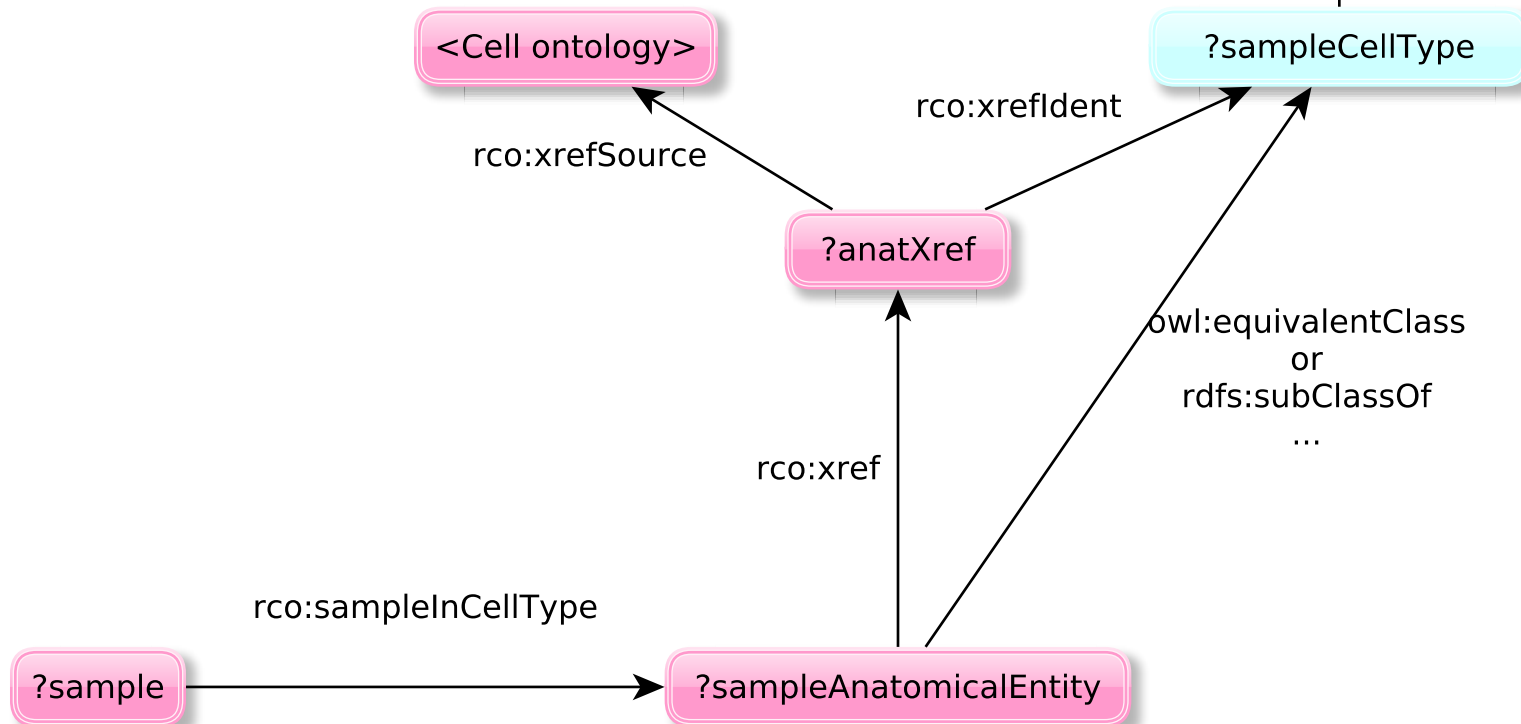 <Cell ontology>
?sampleCellType
rco:xrefIdent
rco:xrefSource
?anatXref
owl:equivalentClass
or
rdfs:subClassOf
...
rco:xref
rco:sampleInCellType
?sample
?sampleAnatomicalEntity